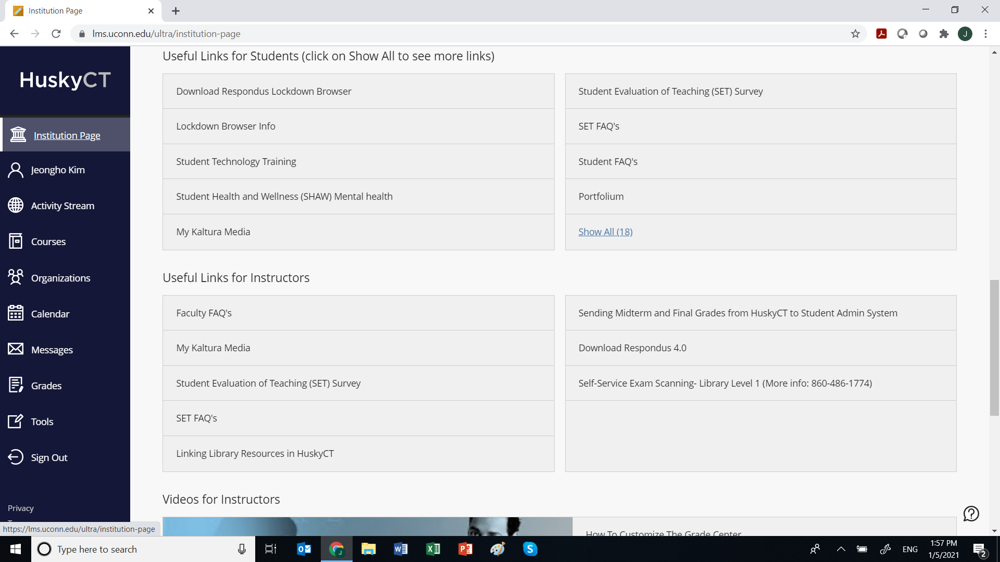 Institution Page
lms.uconn.edu/ultra/institution-page
J
HuskyCT
Institution Page
Jeongho Kim
Activity Stream
Courses
Organizations
Calendar
Messages
Grades
Tools
Sign Out
Privacy
https://lms.uconn.edu/ultra/institution-page
Useful Links for Students (click on Show All to see more links)
Download Respondus Lockdown Browser
Lockdown Browser Info
Student Technology Training
Student Health and Wellness (SHAW) Mental health
My Kaltura Media
Student Evaluation of Teaching (SET) Survey
SET FAQ's
Student FAQ's
Portfolium
Show All (18)
Useful Links for Instructors
Faculty FAQ's
My Kaltura Media
Student Evaluation of Teaching (SET) Survey
SET FAQ's
Linking Library Resources in HuskyCT
Sending Midterm and Final Grades from HuskyCT to Student Admin System
Download Respondus 4.0
Self-Service Exam Scanning- Library Level 1 (More info: 860-486-1774)
Videos for Instructors
How To Customize The Grade Center
Type here to search
ENG
1:57 PM
1/5/2021
2